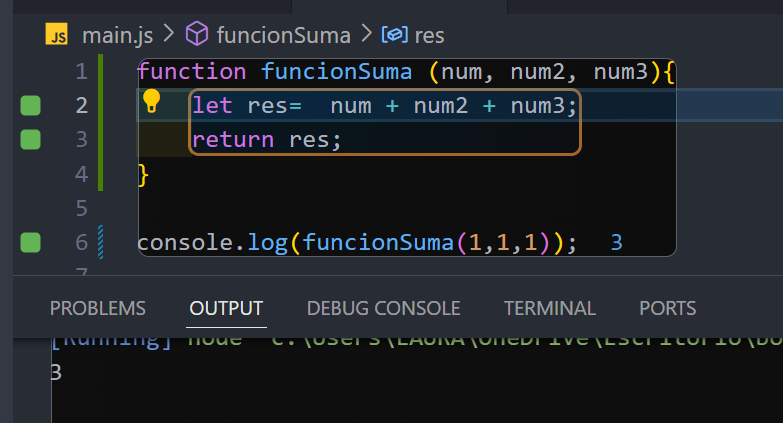 JS main.js > funcionSuma > res
1 function funcionSuma (num, num2, num3){
2 let res=  num + num2 + num3;
3 return res;
4 }
5
6 console.log(funcionSuma(1,1,1)); 3
7
PROBLEMS OUTPUT DEBUG CONSOLE TERMINAL PORTS
[Running] node "c:\Users\LAURA\OneDrive\Escritorio\bo
3